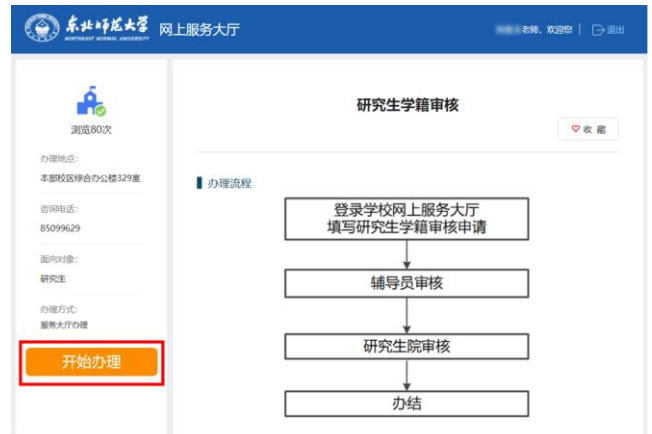 东北师范大学
NORTHEAST NORMAL UNIVERSITY
网上服务大厅
老师，欢迎您 | 退出
浏览80次
办理地点：
本部校区综合办公楼329室
咨询电话：
85099629
面向对象：
研究生
办理方式：
服务大厅办理
开始办理
研究生学籍审核
收 藏
办理流程
登录学校网上服务大厅
填写研究生学籍审核申请
辅导员审核
研究生院审核
办结